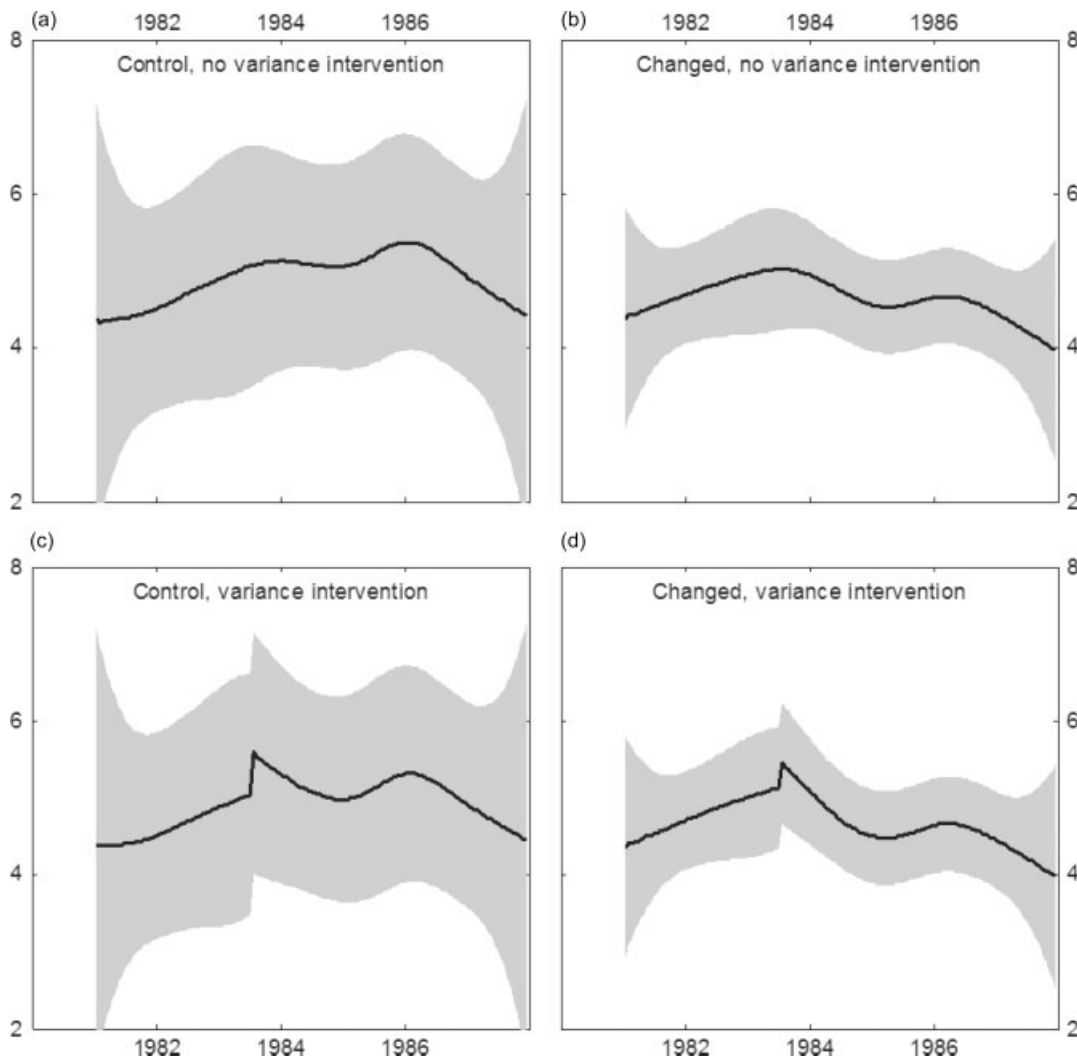 (a)
1982 1984 1986
(b)
1982 1984 1986
8
Control, no variance intervention
Changed, no variance intervention
8
6
6
4
4
2
2
(c)
(d)
8
Control, variance intervention
Changed, variance intervention
8
6
6
4
4
2
2
1982 1984 1986
1982 1984 1986